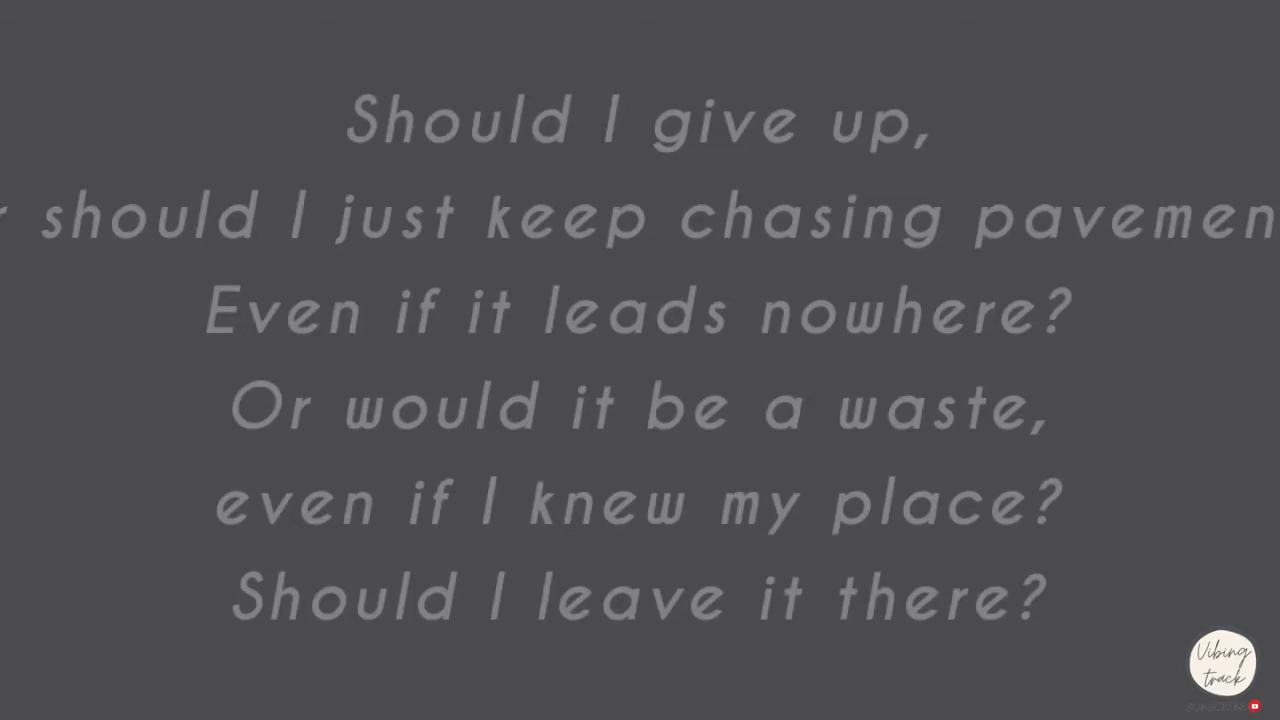 Should I give up,
r should I just keep chasing pavemen
Even if it leads nowhere?
Or would it be a waste,
even if I knew my place?
Should I leave it there?
Vibing
track
SUBSCRIBE